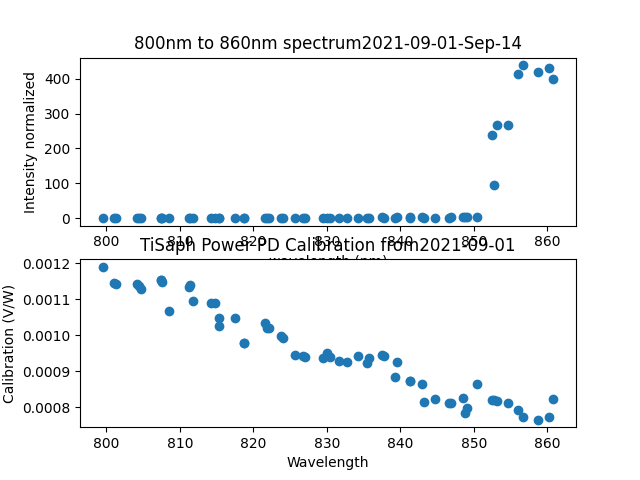 800nm to 860nm spectrum2021-09-01-Sep-14
Intensity normalized
400
300
200
100
0
800 810 820 830 840 850 860
wavelength (nm)
TiSaph Power-PD Calibration from2021-09-01
Calibration (V/W)
0.0012
0.0011
0.0010
0.0009
0.0008
800 810 820 830 840 850 860
Wavelength